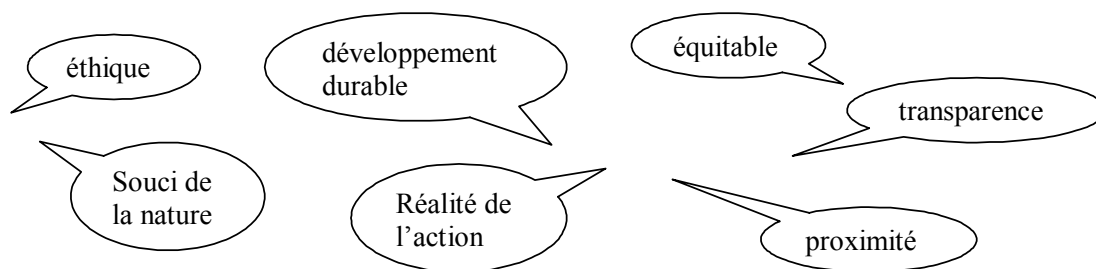 éthique
développement
durable
équitable
transparence
Souci de
la nature
Réalité de
l’action
proximité